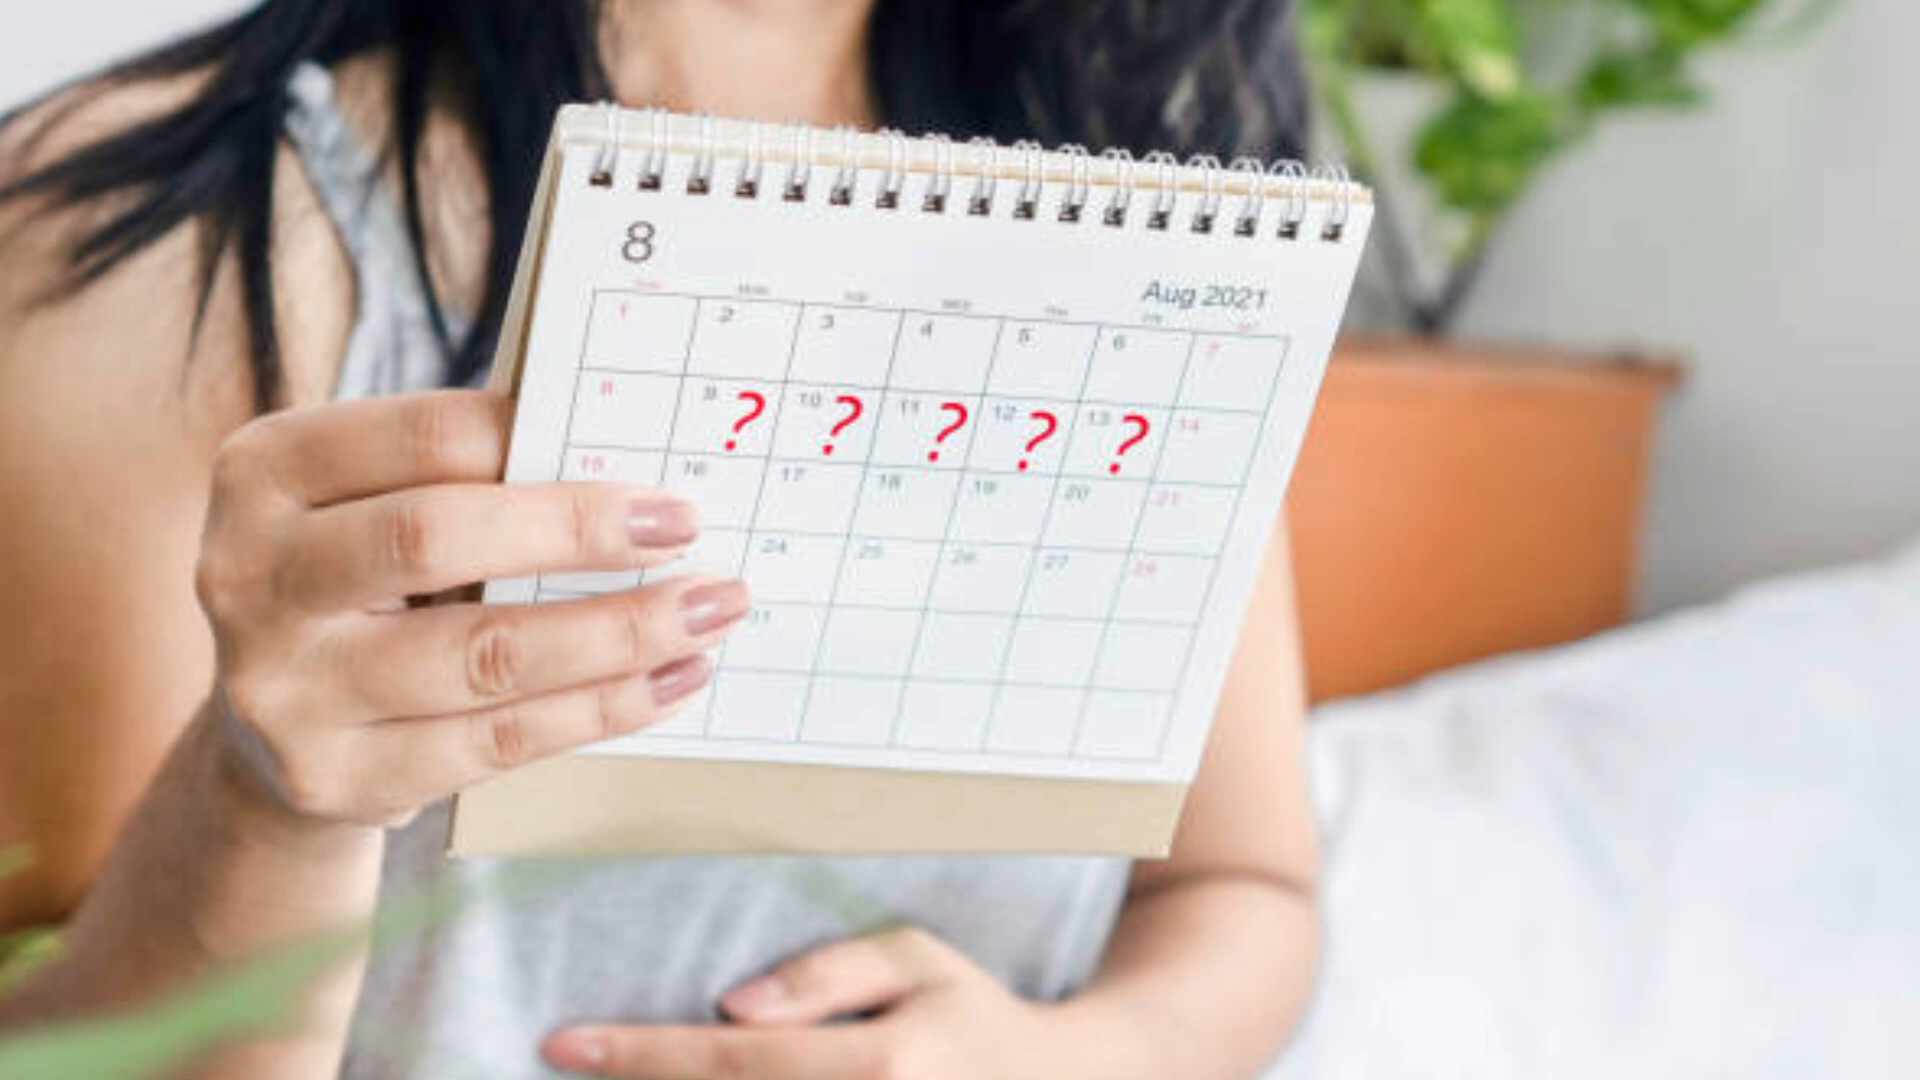 8
Aug 2021
1 2 3 4 5 6 7
8 9 ? 10 ? 11 ? 12 ? 13 ? 14
15 16 17 18 19 20 21
24 25 26 27 28
31